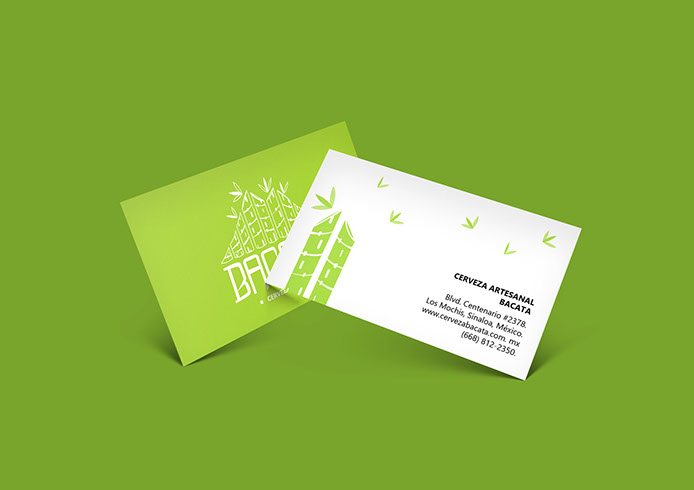 CERVEZA ARTESANAL
BACATA
Blvd. Centenario #2378.
Los Mochis, Sinaloa, México.
www.cervezabacata.com. mx
(668) 812-2350.